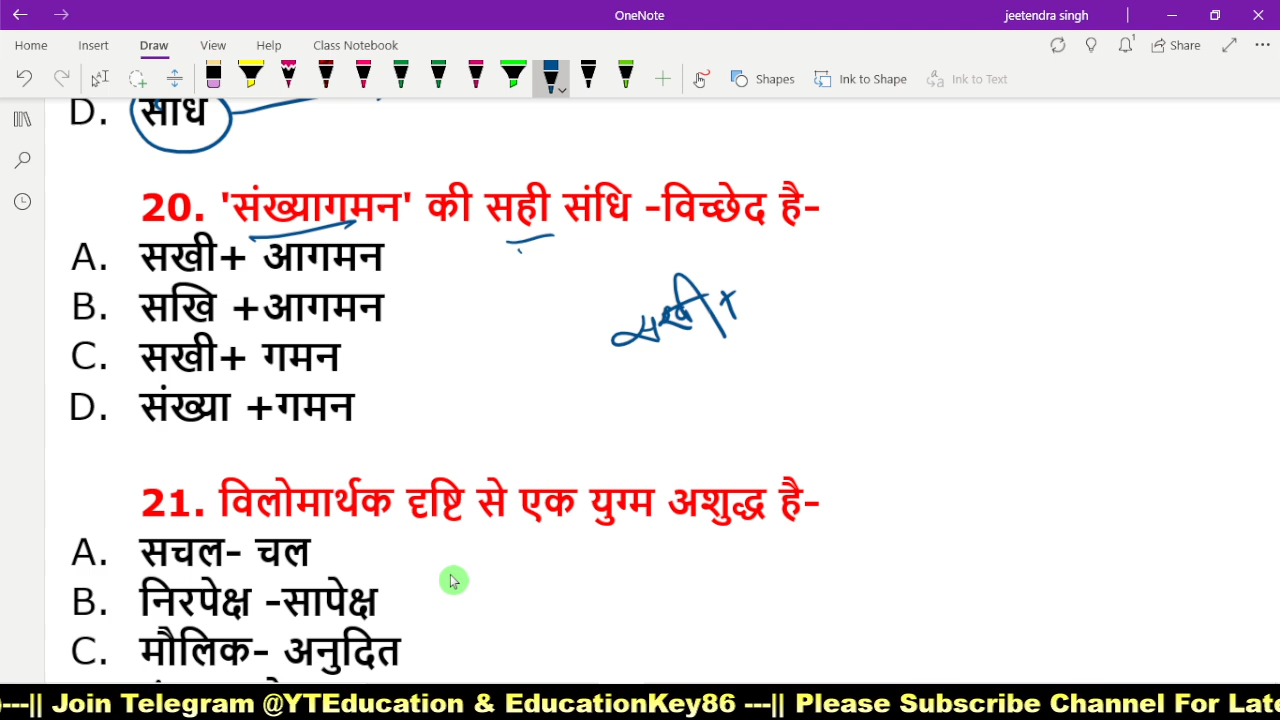 OneNote
jeetendra singh
Home Insert Draw View Help Class Notebook
Share
Shapes Ink to Shape Ink to Text
D. संधि
20. 'संख्यागमन' की सही संधि -विच्छेद है-
A. सखी+ आगमन
B. सखि +आगमन
C. सखी+ गमन
D. संख्या +गमन
सखी +
21. विलोमार्थक दृष्टि से एक युग्म अशुद्ध है-
A. सचल- चल
B. निरपेक्ष -सापेक्ष
C. मौलिक- अनुदित
)---|| Join Telegram @YTEducation & EducationKey86 ---|| Please Subscribe Channel For Late